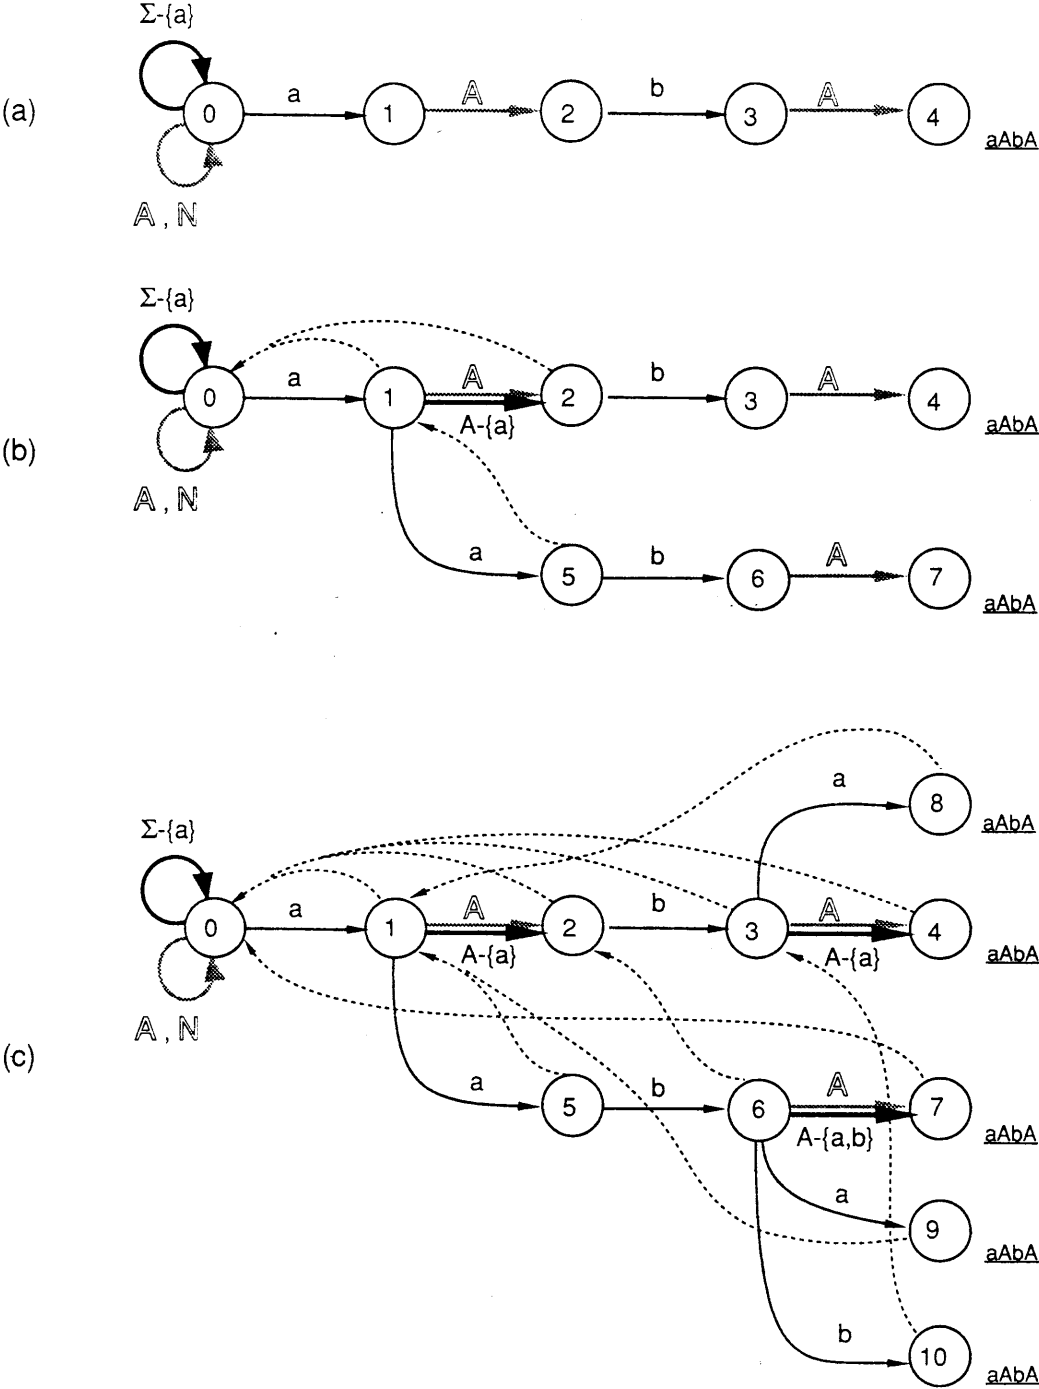 Σ-{a}
(a) 0 a 1 A 2 b 3 A 4 aAbA
A , N
Σ-{a}
(b) 0 a 1 A 2 b 3 A 4 aAbA
A-{a}
A , N
a 5 b 6 A 7 aAbA
a 8 aAbA
Σ-{a}
0 a 1 A 2 b 3 A 4 aAbA
A-{a} A-{a}
A , N
(c)
a 5 b 6 A 7 aAbA
A-{a,b}
a 9 aAbA
b 10 aAbA